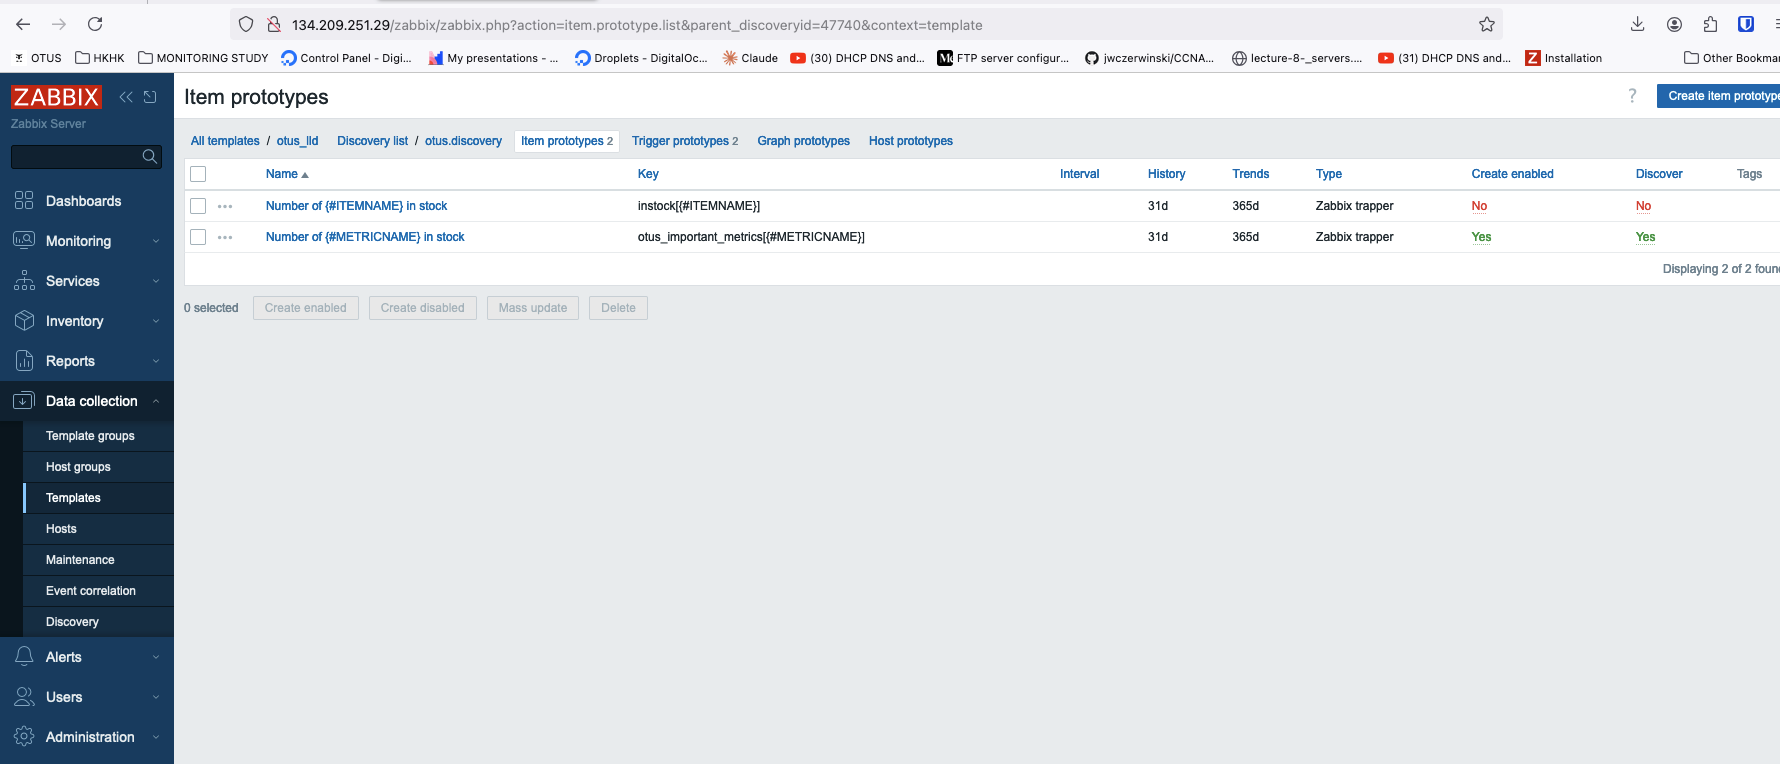 134.209.251.29/zabbix/zabbix.php?action=item.prototype.list&parent_discoveryid=47740&context=template
OTUS HKHK MONITORING STUDY Control Panel - Digi... My presentations - ... Droplets - DigitalOc... Claude (30) DHCP DNS and... FTP server configur... jwczerwinski/CCNA... lecture-8-_servers.... (31) DHCP DNS and... Installation Other Bookma
ZABBIX
Zabbix Server
Dashboards
Monitoring
Services
Inventory
Reports
Data collection
Template groups
Host groups
Templates
Hosts
Maintenance
Event correlation
Discovery
Alerts
Users
Administration
Item prototypes
? Create item prototype
All templates / otus_lld Discovery list / otus.discovery Item prototypes 2 Trigger prototypes 2 Graph prototypes Host prototypes
Name Key Interval History Trends Type Create enabled Discover Tags
Number of {#ITEMNAME} in stock instock[{#ITEMNAME}] 31d 365d Zabbix trapper No No
Number of {#METRICNAME} in stock otus_important_metrics[{#METRICNAME}] 31d 365d Zabbix trapper Yes Yes
Displaying 2 of 2 foun
0 selected Create enabled Create disabled Mass update Delete